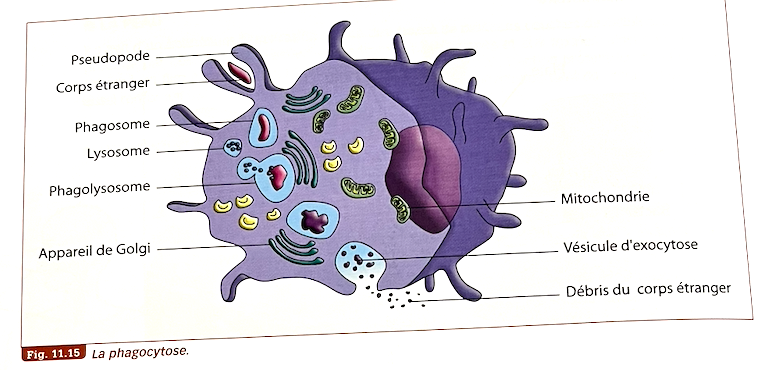 Pseudopode
Corps étranger
Phagosome
Lysosome
Phagolysosome
Appareil de Golgi
Mitochondrie
Vésicule d'exocytose
Débris du corps étranger
Fig. 11.15 La phagocytose.